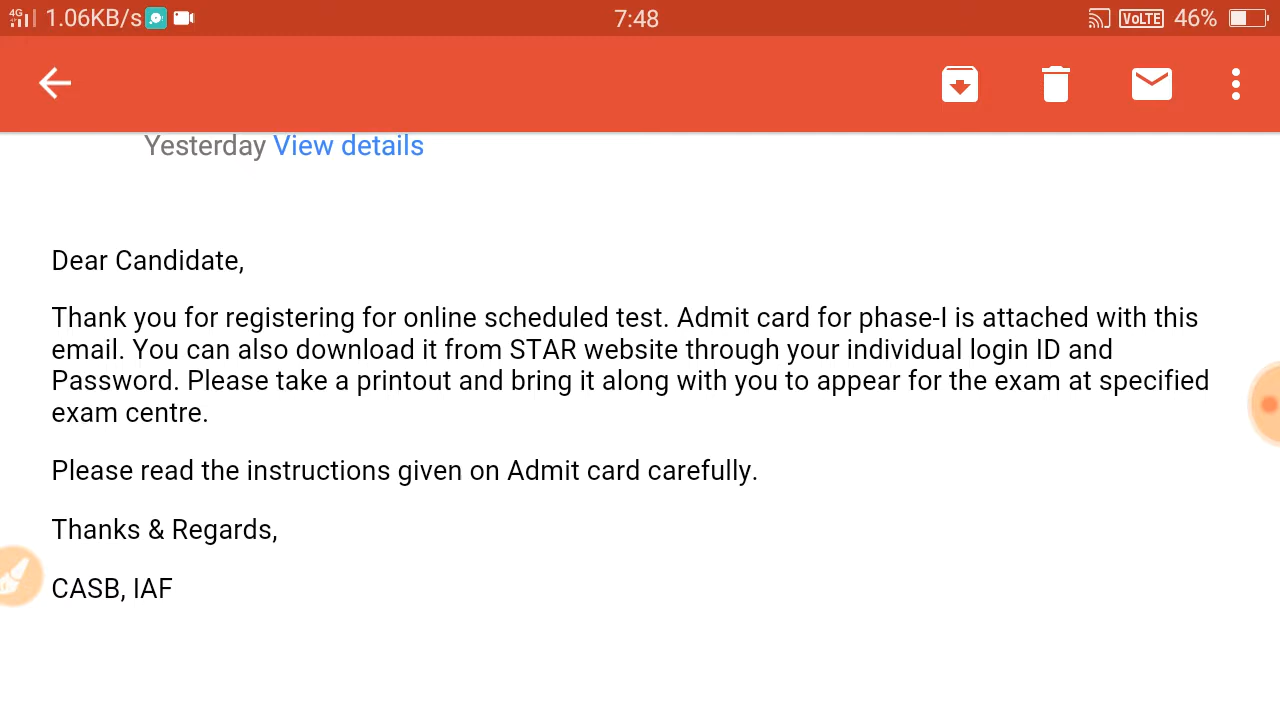 4G 1.06KB/s 7:48 VoLTE 46%
Yesterday View details
Dear Candidate,
Thank you for registering for online scheduled test. Admit card for phase-I is attached with this
email. You can also download it from STAR website through your individual login ID and
Password. Please take a printout and bring it along with you to appear for the exam at specified
exam centre.
Please read the instructions given on Admit card carefully.
Thanks & Regards,
CASB, IAF